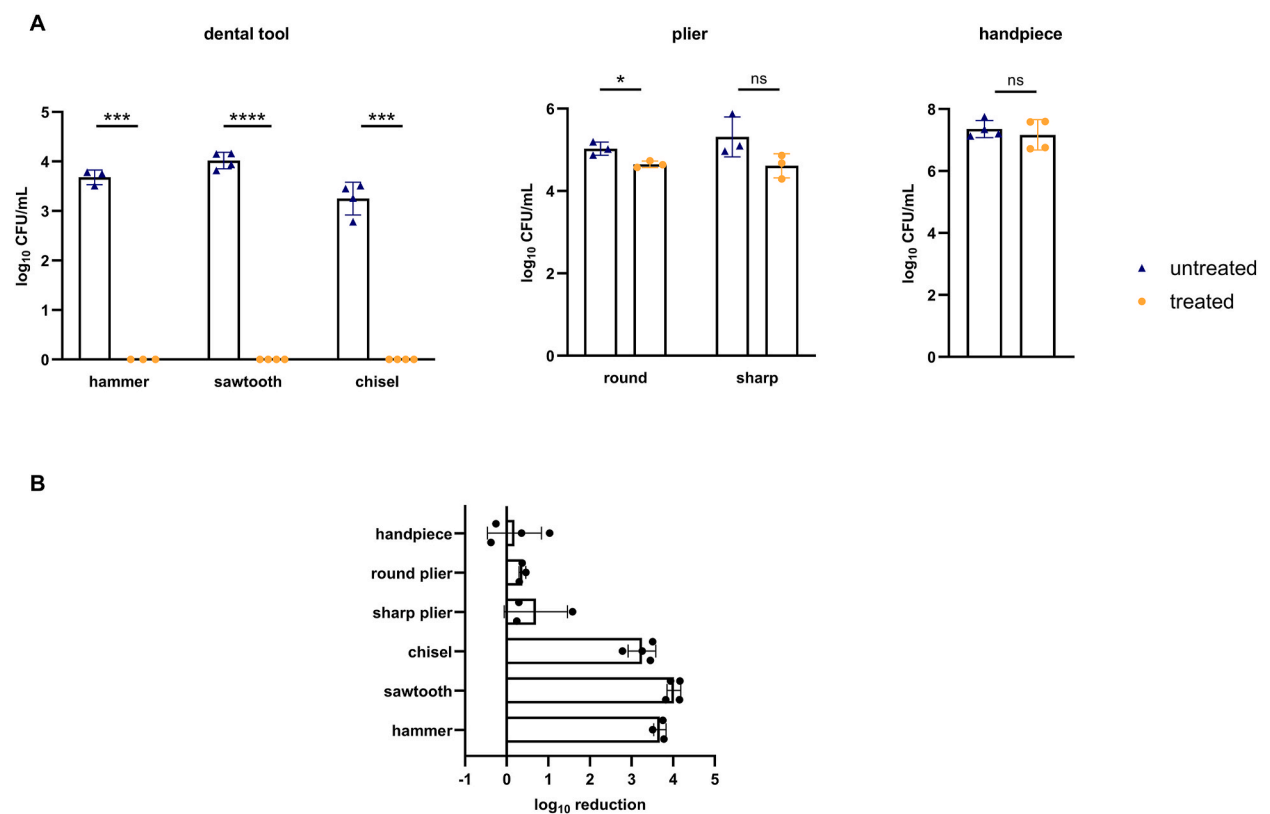 A
dental tool
plier
handpiece
*** **** ***
* ns
ns
5
4
3
2
1
0
log10 CFU/mL
hammer sawtooth chisel
6
4
2
0
log10 CFU/mL
round sharp
8
6
4
2
0
log10 CFU/mL
untreated
treated
B
handpiece
round plier
sharp plier
chisel
sawtooth
hammer
-1 0 1 2 3 4 5
log10 reduction